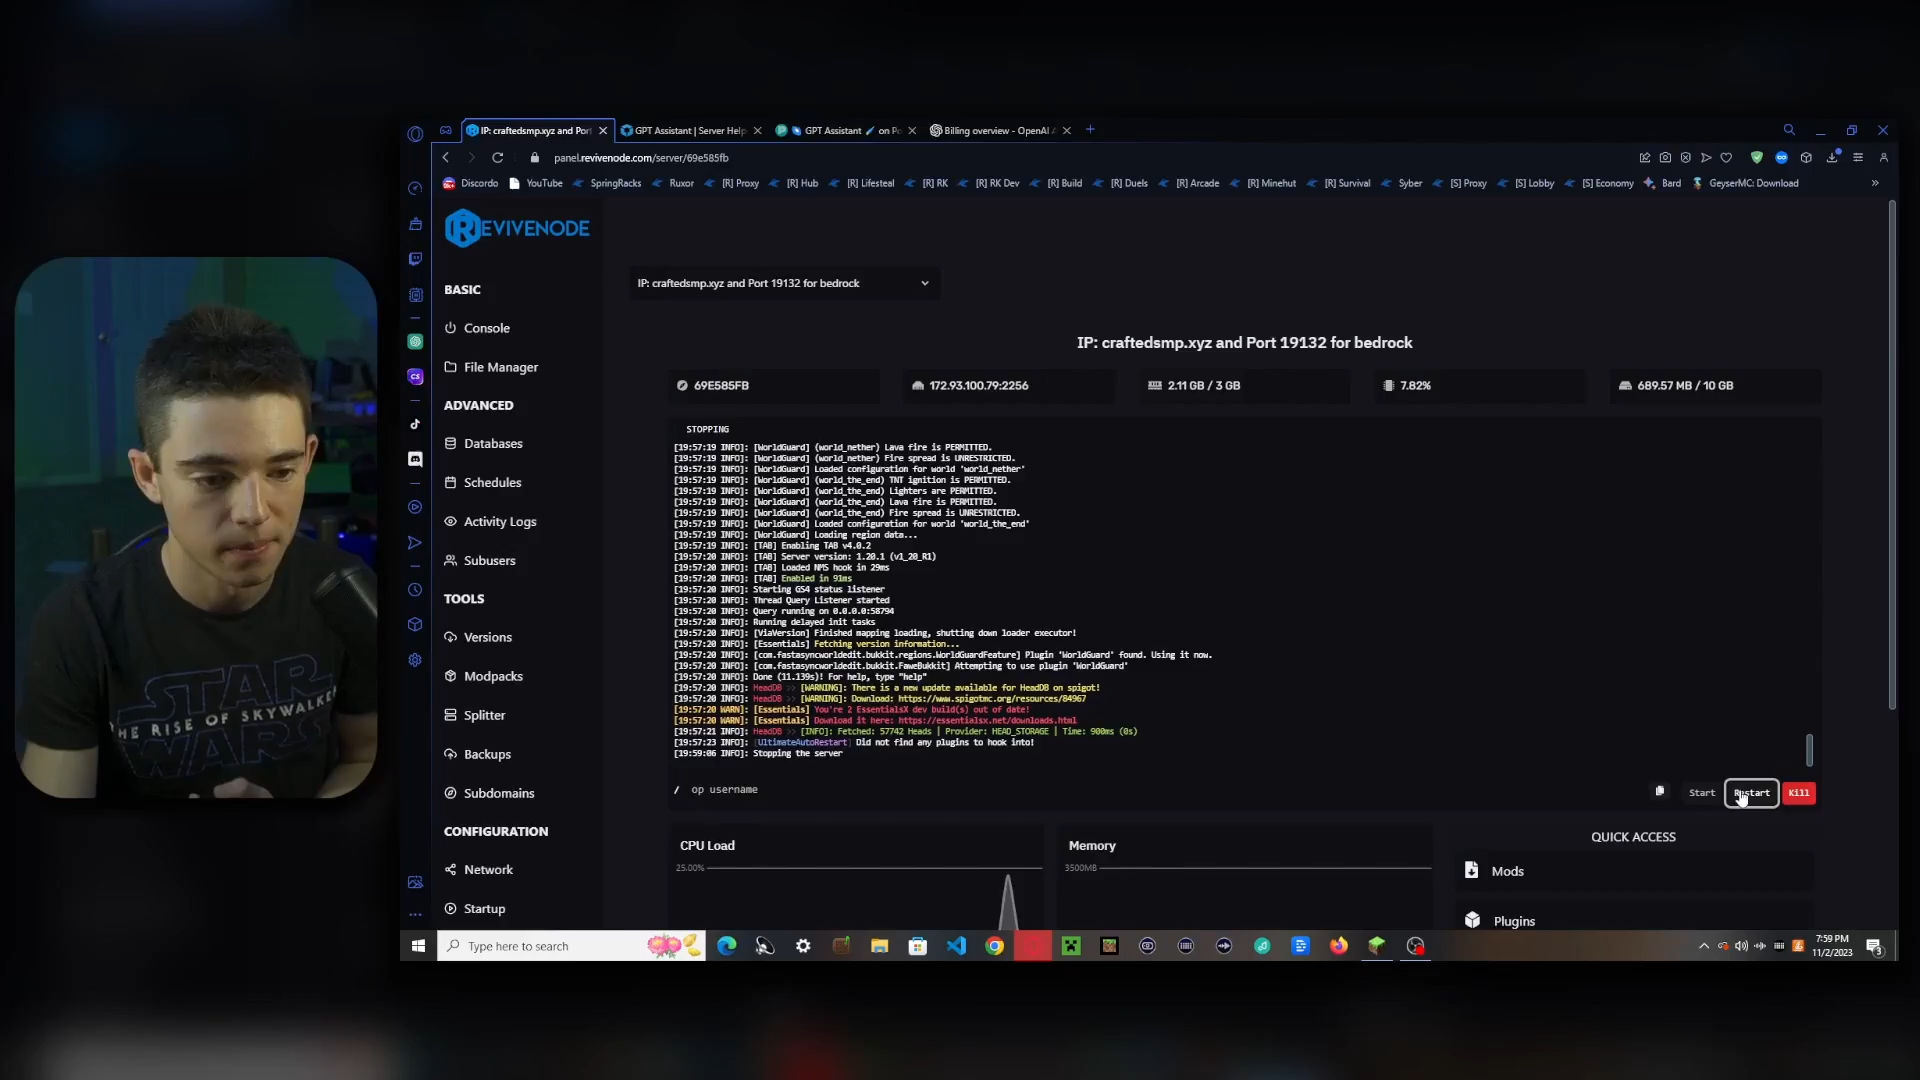 IP: craftedsmp.xyz and Port
GPT Assistant | Server Help
GPT Assistant on Po
Billing overview - OpenAI A
panel.revivenode.com/server/69e585fb
Discordo YouTube SpringRacks Ruxor [R] Proxy [R] Hub [R] Lifesteal [R] RK [R] RK Dev [R] Build [R] Duels [R] Arcade [R] Minehut [R] Survival Syber [S] Proxy [S] Lobby [S] Economy Bard GeyserMC: Download
REVIVENODE
IP: craftedsmp.xyz and Port 19132 for bedrock
BASIC
Console
File Manager
ADVANCED
Databases
Schedules
Activity Logs
Subusers
TOOLS
Versions
Modpacks
Splitter
Backups
Subdomains
CONFIGURATION
Network
Startup
IP: craftedsmp.xyz and Port 19132 for bedrock
69E585FB
172.93.100.79:2256
2.11 GB / 3 GB
7.82%
689.57 MB / 10 GB
STOPPING
[19:57:19 INFO]: [WorldGuard] (world_nether) Lava fire is PERMITTED.
[19:57:19 INFO]: [WorldGuard] (world_nether) Fire spread is UNRESTRICTED.
[19:57:19 INFO]: [WorldGuard] Loaded configuration for world 'world_nether'
[19:57:19 INFO]: [WorldGuard] (world_the_end) TNT ignition is PERMITTED.
[19:57:19 INFO]: [WorldGuard] (world_the_end) Lighters are PERMITTED.
[19:57:19 INFO]: [WorldGuard] (world_the_end) Lava fire is PERMITTED.
[19:57:19 INFO]: [WorldGuard] (world_the_end) Fire spread is UNRESTRICTED.
[19:57:19 INFO]: [WorldGuard] Loaded configuration for world 'world_the_end'
[19:57:19 INFO]: [WorldGuard] Loading region data...
[19:57:19 INFO]: [TAB] Enabling TAB v4.0.2
[19:57:20 INFO]: [TAB] Server version: 1.20.1 (v1_20_R1)
[19:57:20 INFO]: [TAB] Loaded NMS hook in 29ms
[19:57:20 INFO]: [TAB] Enabled in 91ms
[19:57:20 INFO]: Starting GS4 status listener
[19:57:20 INFO]: Thread Query Listener started
[19:57:20 INFO]: Query running on 0.0.0.0:58794
[19:57:20 INFO]: Running delayed init tasks
[19:57:20 INFO]: [ViaVersion] Finished mapping loading, shutting down loader executor!
[19:57:20 INFO]: [Essentials] Fetching version information...
[19:57:20 INFO]: [com.fastasyncworldedit.bukkit.regions.WorldGuardFeature] Plugin 'WorldGuard' found. Using it now.
[19:57:20 INFO]: [com.fastasyncworldedit.bukkit.FaweBukkit] Attempting to use plugin 'WorldGuard'
[19:57:20 INFO]: Done (11.139s)! For help, type "help"
[19:57:20 INFO]: HeadDB >> [WARNING]: There is a new update available for HeadDB on spigot!
[19:57:20 INFO]: HeadDB >> [WARNING]: Download: https://www.spigotmc.org/resources/84967
[19:57:20 WARN]: [Essentials] You're 2 EssentialsX dev build(s) out of date!
[19:57:20 WARN]: [Essentials] Download it here: https://essentialsx.net/downloads.html
[19:57:21 INFO]: HeadDB >> [INFO]: Fetched: 57742 Heads | Provider: HEAD_STORAGE | Time: 900ms (0s)
[19:57:23 INFO]: [UltimateAutoRestart] Did not find any plugins to hook into!
[19:59:06 INFO]: Stopping the server
/ op username
Start Restart Kill
CPU Load
25.00%
Memory
3500MB
QUICK ACCESS
Mods
Plugins
Type here to search
7:59 PM
11/2/2023
3
STAR
THE RISE OF SKYWALKER
WARS